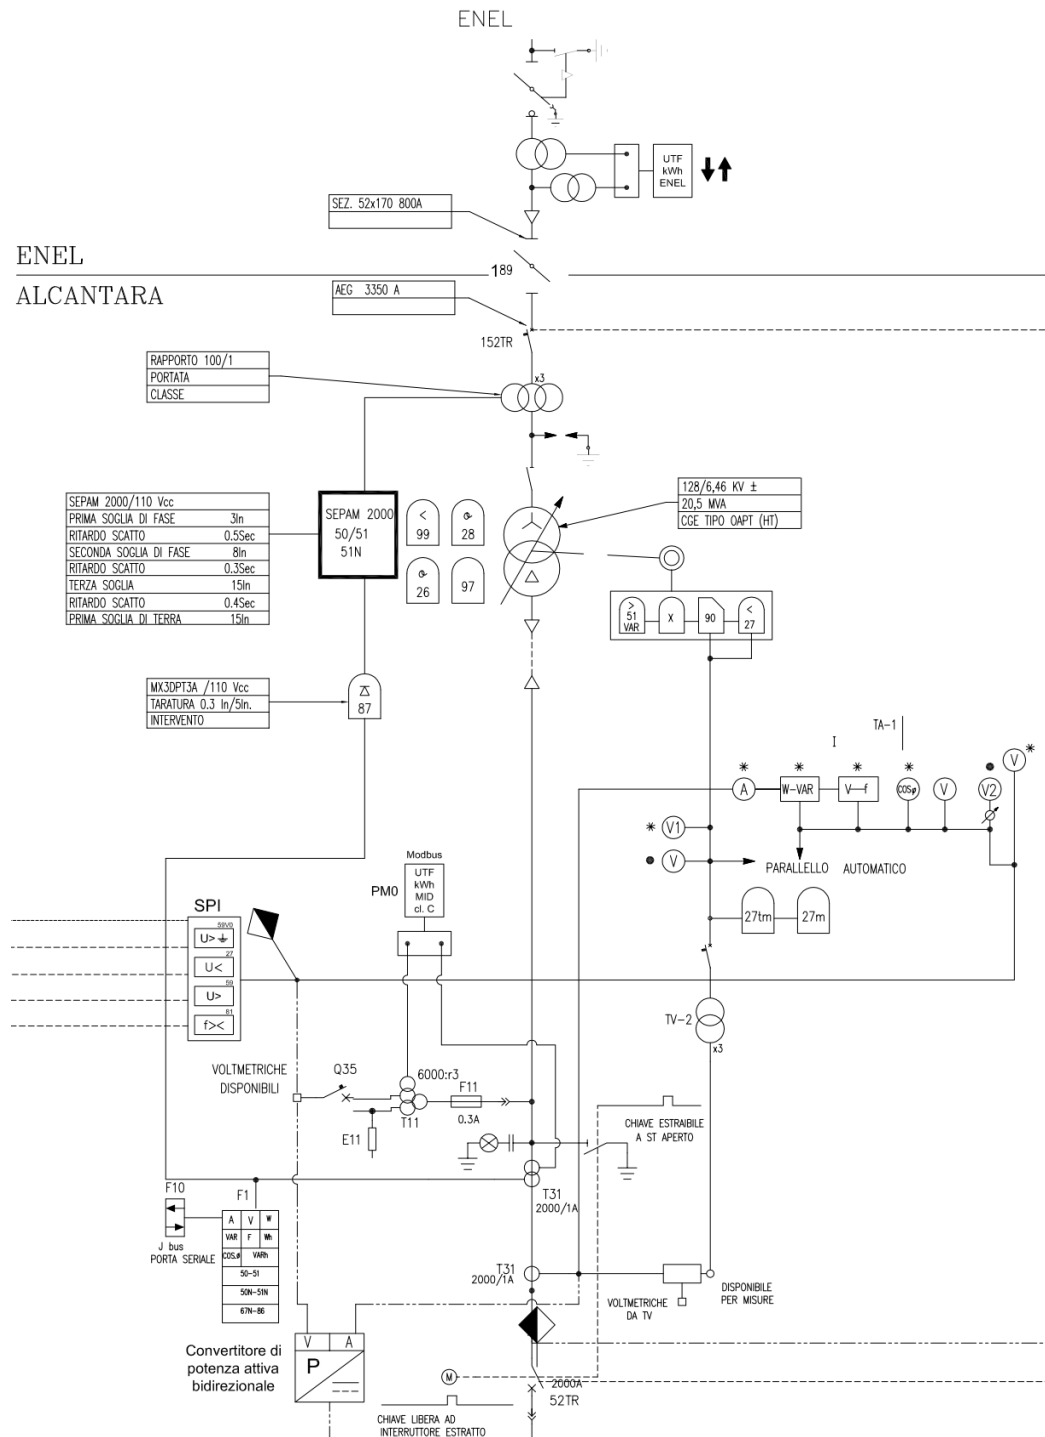 ENEL
UTF
kWh
ENEL
SEZ. 52x170 800A
ENEL
189
ALCANTARA
AEG 3350 A
152TR
RAPPORTO 100/1
PORTATA
CLASSE
x3
128/6,46 KV ±
20,5 MVA
CGE TIPO OAPT (HT)
SEPAM 2000/110 Vcc
PRIMA SOGLIA DI FASE 3In
RITARDO SCATTO 0.5Sec
SECONDA SOGLIA DI FASE 8In
RITARDO SCATTO 0.3Sec
TERZA SOGLIA 15In
RITARDO SCATTO 0.4Sec
PRIMA SOGLIA DI TERRA 15In
SEPAM 2000
50/51
51N
<
99
28
26
97
>
51
VAR
X
90
<
27
MX3DPT3A /110 Vcc
TARATURA 0.3 In/5In.
INTERVENTO
87
TA-1
I
* * * * * V
A W-VAR V-f COSφ V V2
* V1
V
PARALLELO AUTOMATICO
Modbus
PM0
UTF
kWh
MID
cl. C
27tm
27m
SPI
59V0
U>
27
U<
59
U>
81
f><
TV-2
x3
VOLTMETRICHE
DISPONIBILI
Q35
6000:r3
F11
0.3A
T11
E11
CHIAVE ESTRAIBILE
A ST APERTO
T31
2000/1A
F10
F1
J bus
PORTA SERIALE
A V W
VAR F Wh
COSø VARh
50-51
50N-51N
67N-86
T31
2000/1A
VOLTMETRICHE
DA TV
DISPONIBILE
PER MISURE
Convertitore di
potenza attiva
bidirezionale
V A
P
M
2000A
52TR
CHIAVE LIBERA AD
INTERRUTTORE ESTRATTO